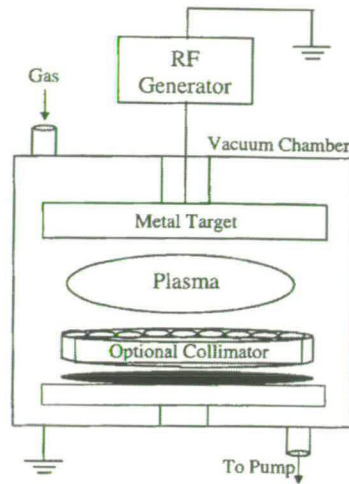 RF
Generator
Gas
Vacuum Chamber
Metal Target
Plasma
Optional Collimator
To Pump